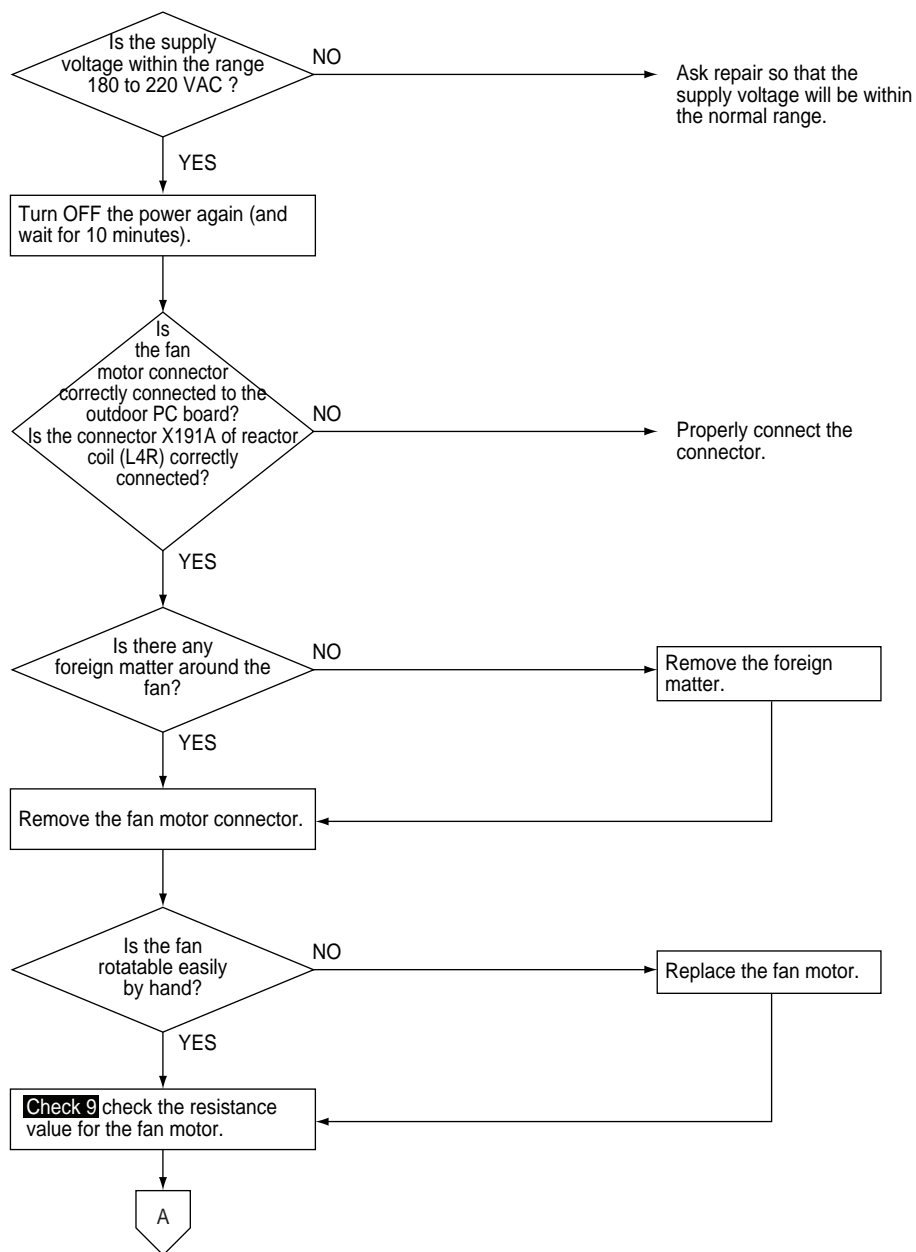 Is the supply
voltage within the range
180 to 220 VAC ?
NO
Ask repair so that the
supply voltage will be within
the normal range.
YES
Turn OFF the power again (and
wait for 10 minutes).
Is
the fan
motor connector
correctly connected to the
outdoor PC board?
Is the connector X191A of reactor
coil (L4R) correctly
connected?
NO
Properly connect the
connector.
YES
Is there any
foreign matter around the
fan?
NO
Remove the foreign
matter.
YES
Remove the fan motor connector.
Is the fan
rotatable easily
by hand?
NO
Replace the fan motor.
YES
Check 9 check the resistance
value for the fan motor.
A